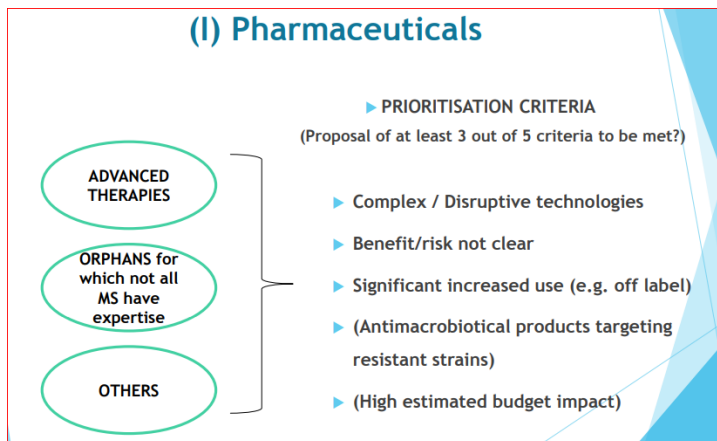 (I) Pharmaceuticals
ADVANCED
THERAPIES
ORPHANS for
which not all
MS have
expertise
OTHERS
PRIORITISATION CRITERIA
(Proposal of at least 3 out of 5 criteria to be met?)
Complex / Disruptive technologies
Benefit/risk not clear
Significant increased use (e.g. off label)
(Antimacrobiotical products targeting
resistant strains)
(High estimated budget impact)